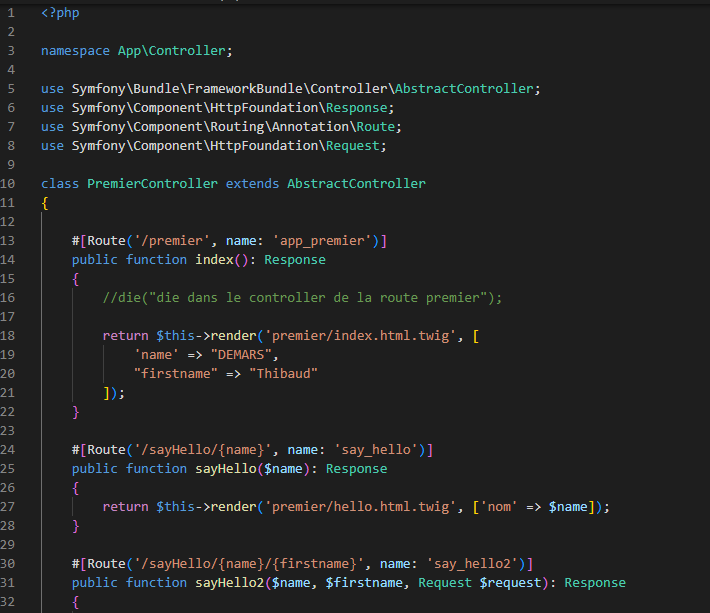 1 <?php
2
3 namespace App\Controller;
4
5 use Symfony\Bundle\FrameworkBundle\Controller\AbstractController;
6 use Symfony\Component\HttpFoundation\Response;
7 use Symfony\Component\Routing\Annotation\Route;
8 use Symfony\Component\HttpFoundation\Request;
9
10 class PremierController extends AbstractController
11 {
12
13     #[Route('/premier', name: 'app_premier')]
14     public function index(): Response
15     {
16         //die("die dans le controller de la route premier");
17
18         return $this->render('premier/index.html.twig', [
19             'name' => "DEMARS",
20             "firstname" => "Thibaud"
21         ]);
22     }
23
24     #[Route('/sayHello/{name}', name: 'say_hello')]
25     public function sayHello($name): Response
26     {
27         return $this->render('premier/hello.html.twig', ['nom' => $name]);
28     }
29
30     #[Route('/sayHello/{name}/{firstname}', name: 'say_hello2')]
31     public function sayHello2($name, $firstname, Request $request): Response
32     {